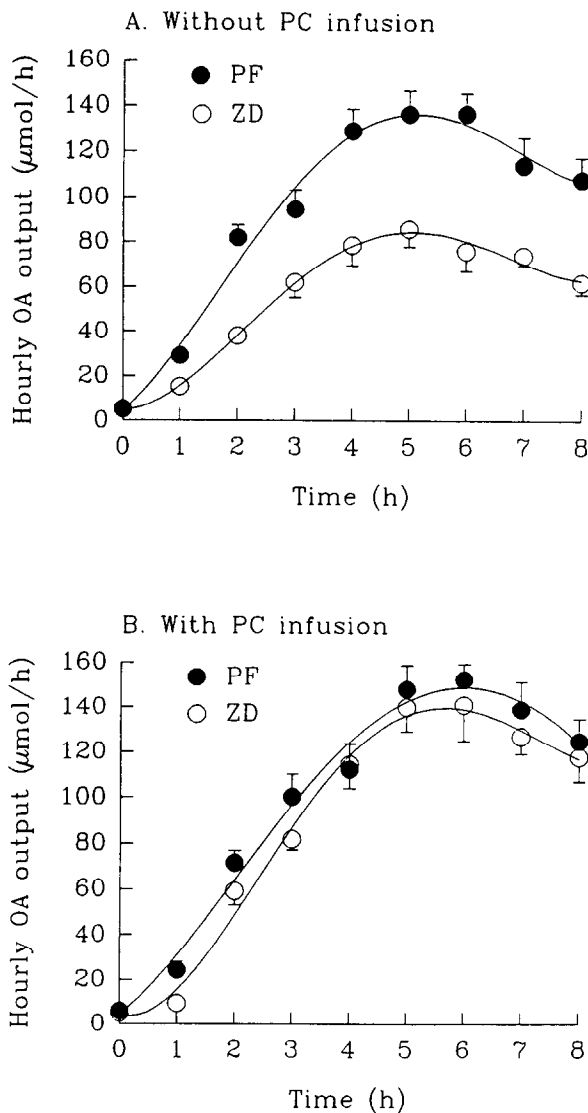 A. Without PC infusion
160
140
120
100
80
60
40
20
0
Hourly OA output (μmol/h)
PF
ZD
0 1 2 3 4 5 6 7 8
Time (h)
B. With PC infusion
160
140
120
100
80
60
40
20
0
Hourly OA output (μmol/h)
PF
ZD
0 1 2 3 4 5 6 7 8
Time (h)